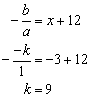 -b/a = x + 12
-(-k)/1 = -3 + 12
k = 9